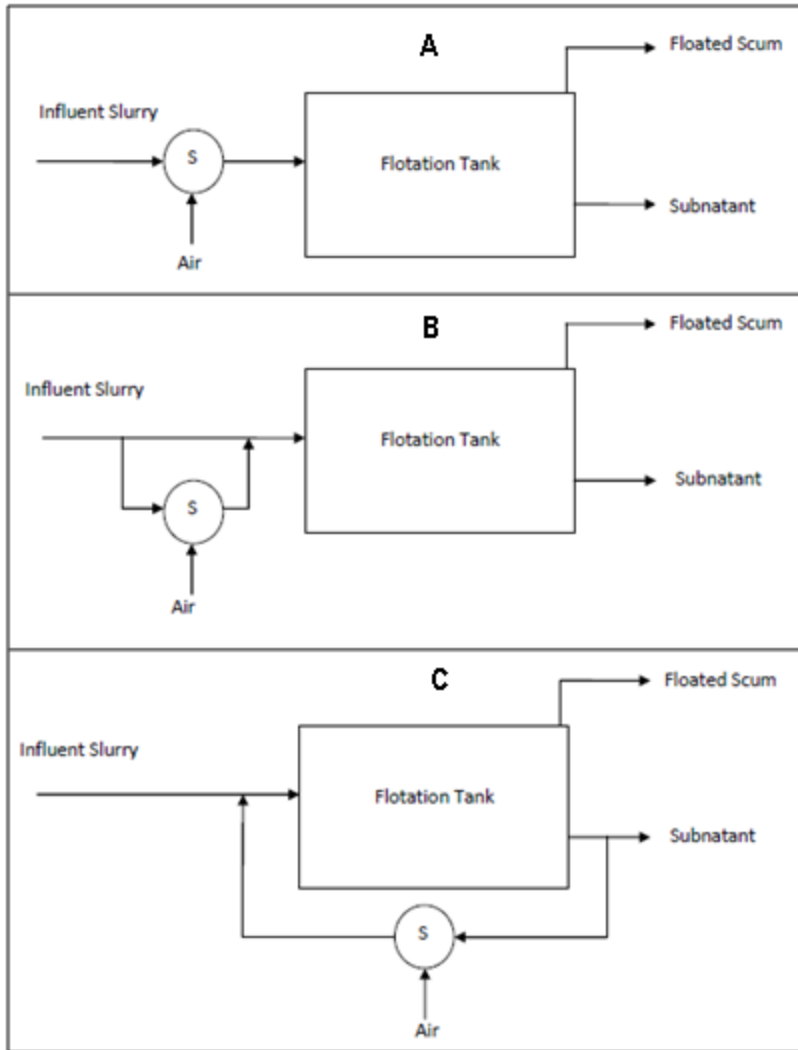 A
Floated Scum
Influent Slurry
S
Flotation Tank
Subnatant
Air
B
Floated Scum
Influent Slurry
Flotation Tank
Subnatant
S
Air
C
Floated Scum
Influent Slurry
Flotation Tank
Subnatant
S
Air